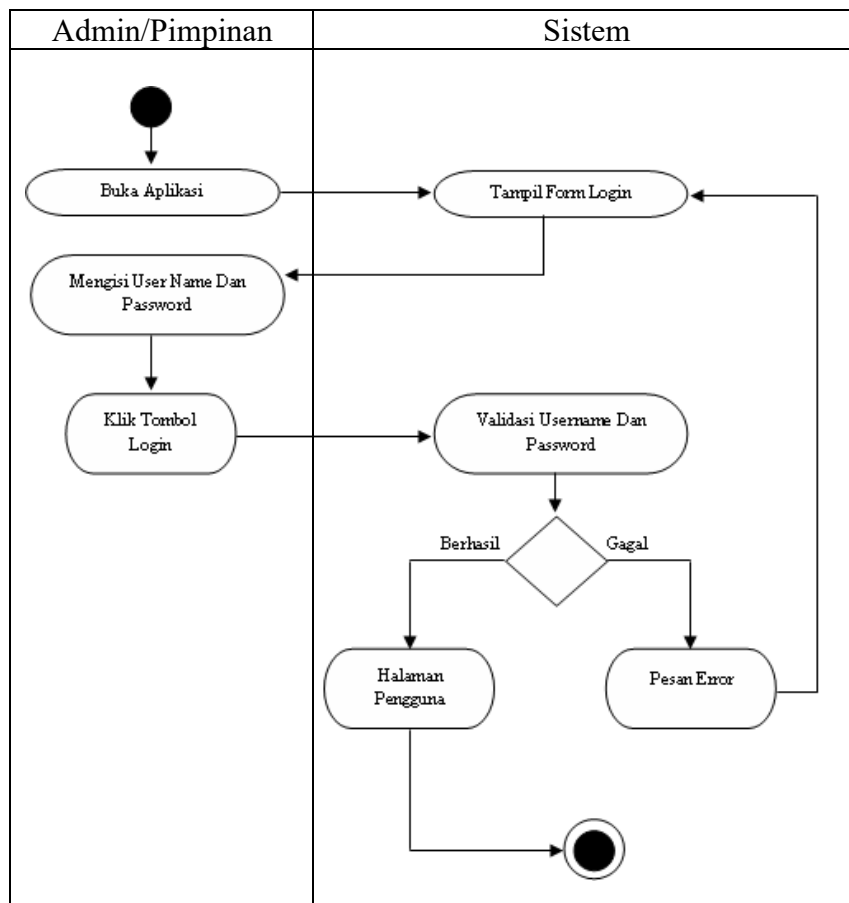 Admin/Pimpinan
Sistem
Buka Aplikasi
Tampil Form Login
Mengisi User Name Dan
Password
Klik Tombol
Login
Validasi Username Dan
Password
Berhasil
Gagal
Halaman
Pengguna
Pesan Error